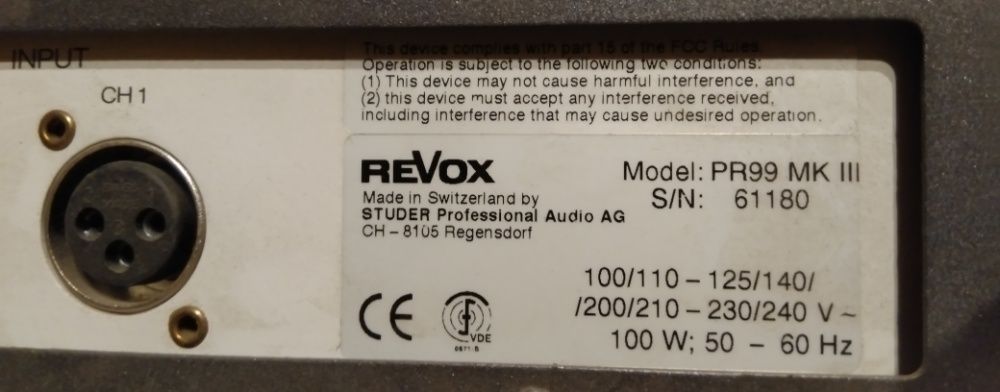 INPUT
CH 1
This device complies with part 15 of the FCC Rules.
Operation is subject to the following two conditions:
(1) This device may not cause harmful interference, and
(2) this device must accept any interference received,
including interference that may cause undesired operation.
REVOX
Made in Switzerland by
STUDER Professional Audio AG
CH – 8105 Regensdorf
Model: PR99 MK III
S/N: 61180
100/110 – 125/140/
/200/210 – 230/240 V ~
100 W; 50 – 60 Hz
CE
VDE